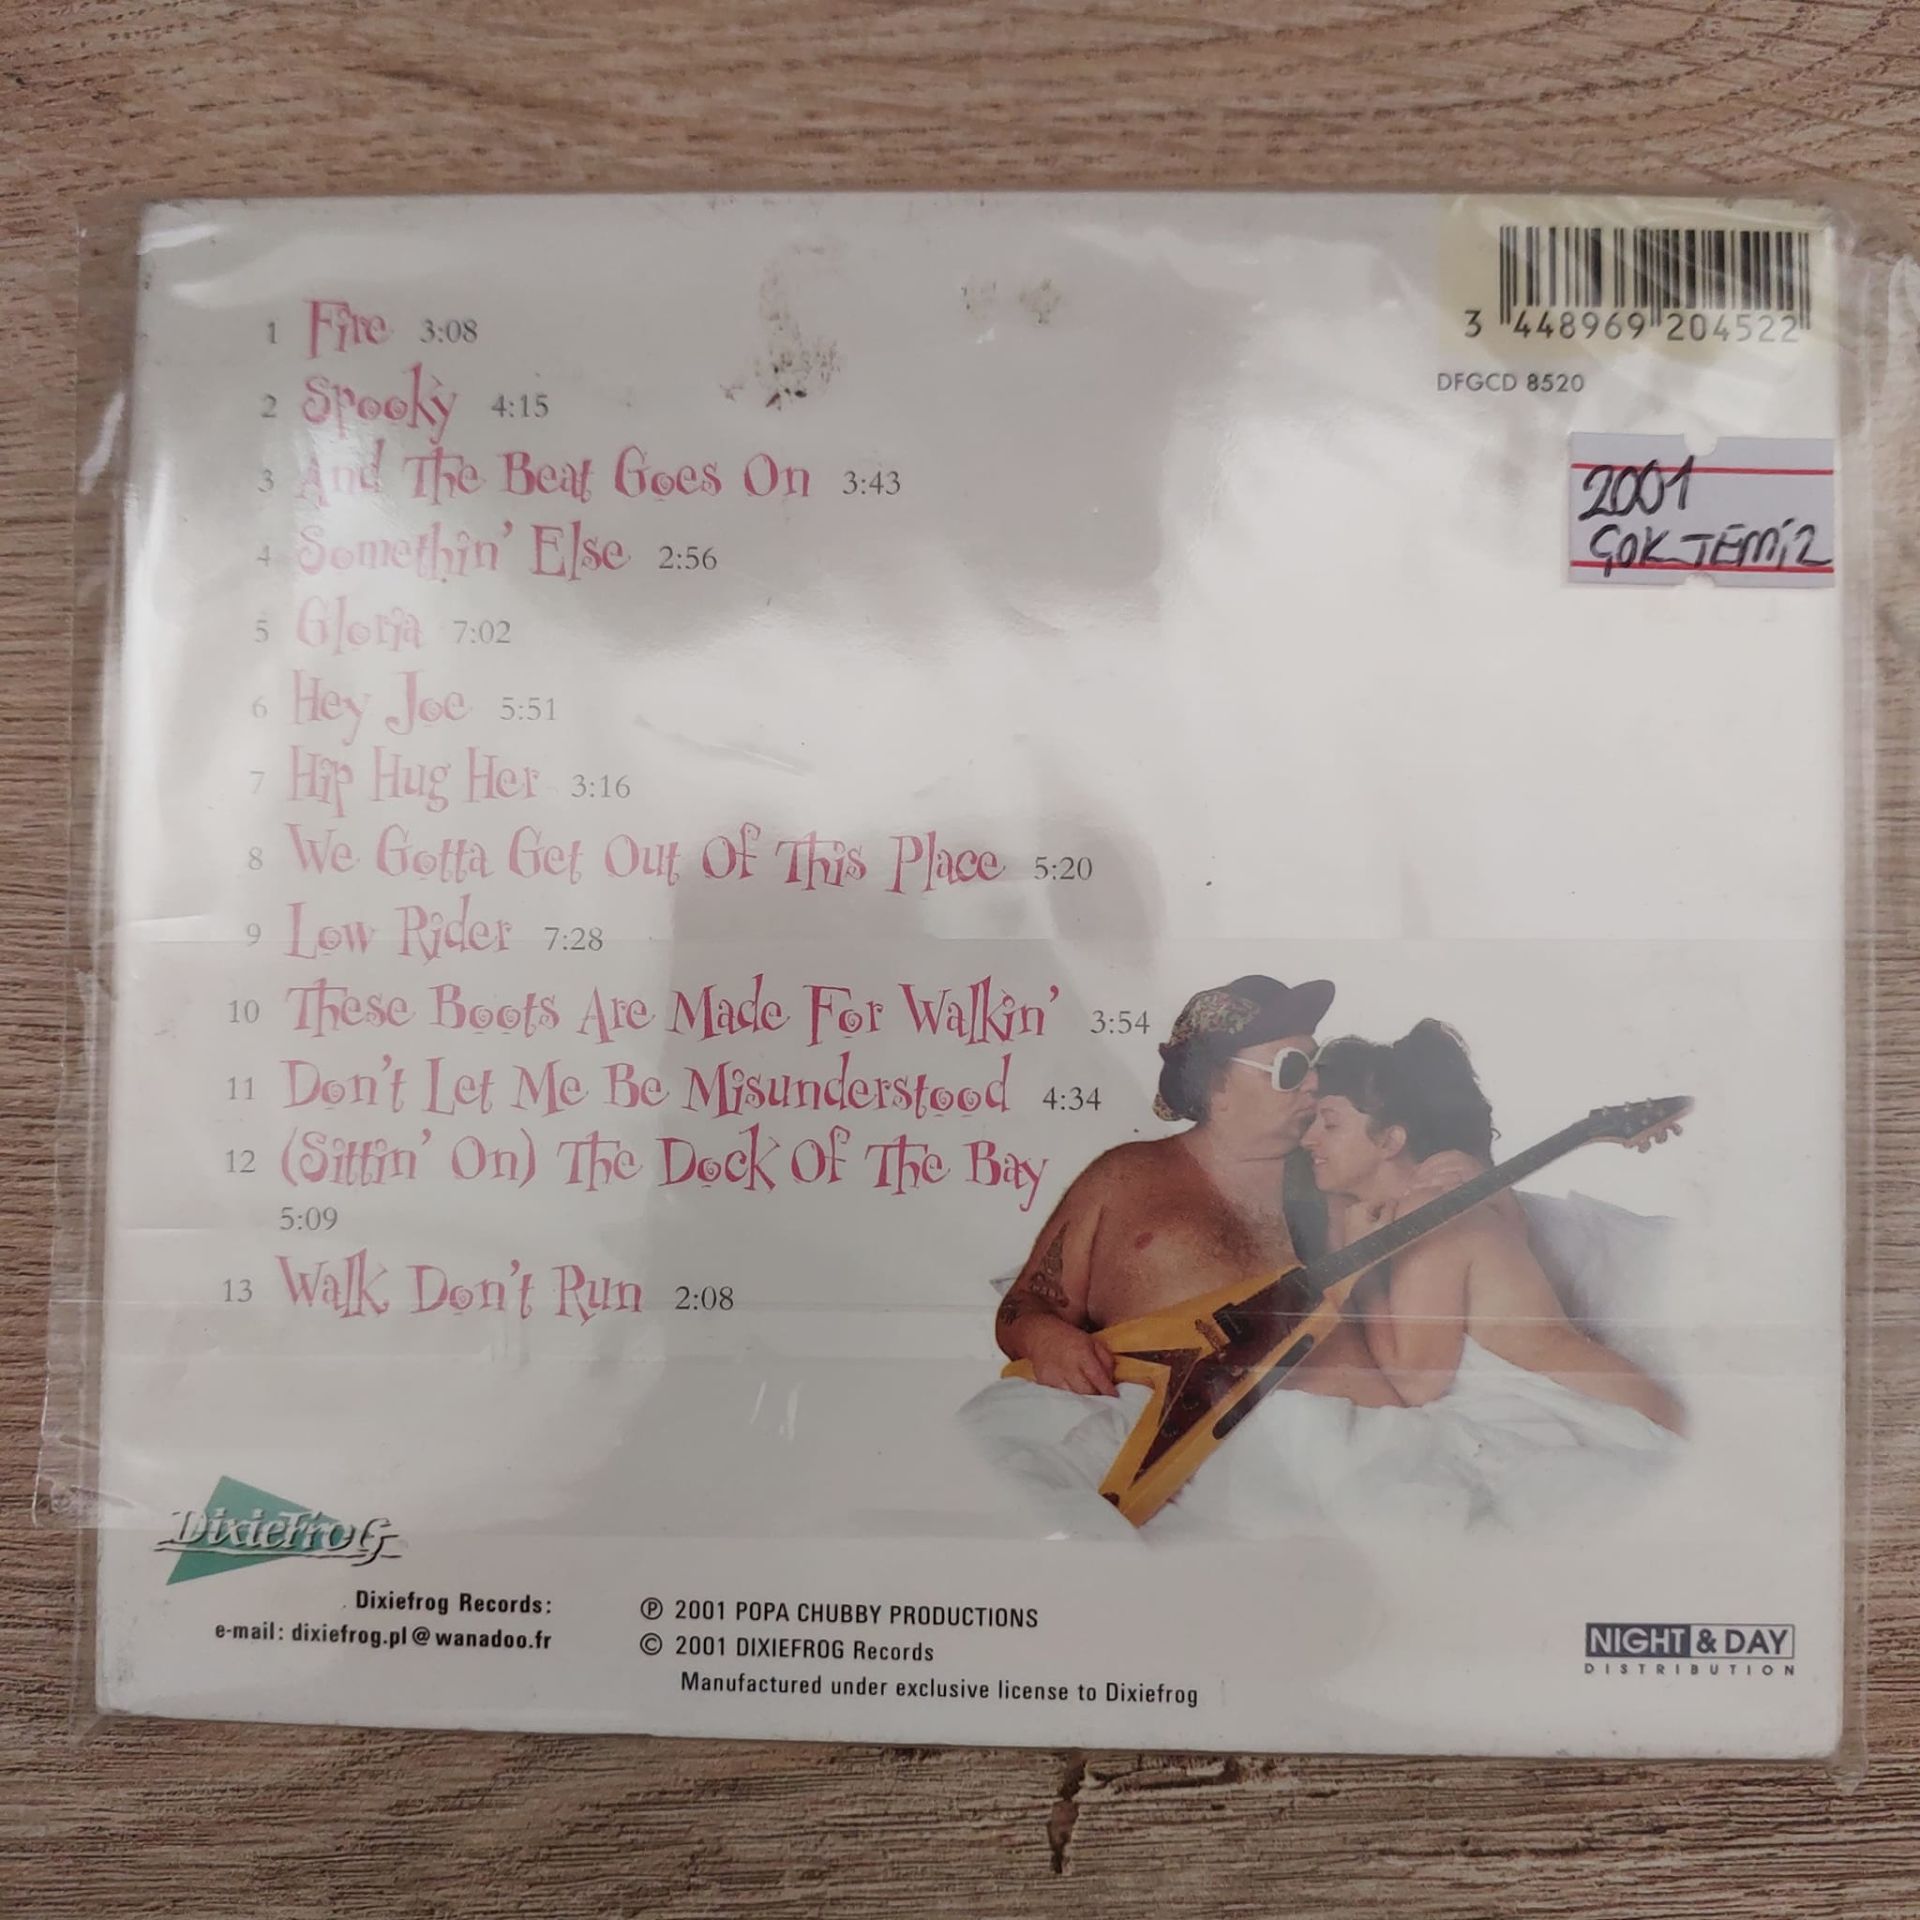 1 Fire 3:08
2 Spooky 4:15
3 And The Beat Goes On 3:43
4 Somethin' Else 2:56
5 Gloria 7:02
6 Hey Joe 5:51
7 Hip Hug Her 3:16
8 We Gotta Get Out Of This Place 5:20
9 Low Rider 7:28
10 These Boots Are Made For Walkin' 3:54
11 Don't Let Me Be Misunderstood 4:34
12 (Sittin' On) The Dock Of The Bay
5:09
13 Walk Don't Run 2:08
3 448969 204522
DFGCD 8520
2001
ÇOK TEMİZ
DixieFrog
Dixiefrog Records:
e-mail: dixiefrog.pl@wanadoo.fr
℗ 2001 POPA CHUBBY PRODUCTIONS
© 2001 DIXIEFROG Records
Manufactured under exclusive license to Dixiefrog
NIGHT & DAY
DISTRIBUTION